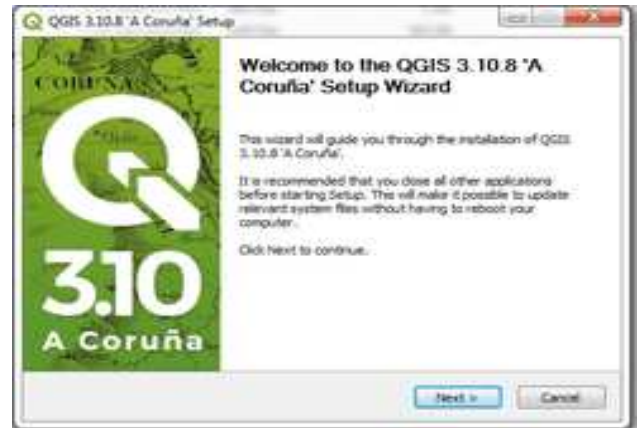 QGIS 3.10.8 'A Coruña' Setup
CORUNA
3.10
A Coruña
Welcome to the QGIS 3.10.8 'A
Coruña' Setup Wizard
This wizard will guide you through the installation of QGIS
3.10.8 'A Coruña'.
It is recommended that you close all other applications
before starting Setup. This will make it possible to update
relevant system files without having to reboot your
computer.
Click Next to continue.
Next >
Cancel